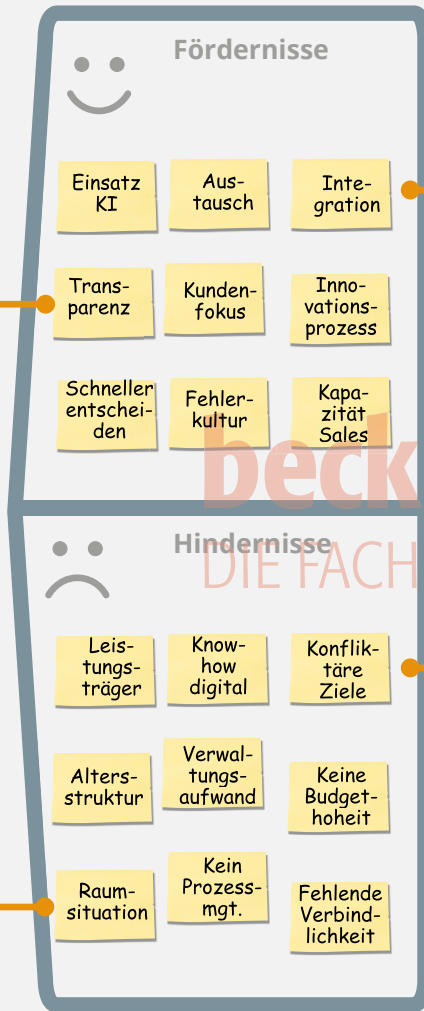 Fördernisse
Einsatz
KI
Aus-
tausch
Inte-
gration
Trans-
parenz
Kunden-
fokus
Inno-
vations-
prozess
Schneller
entschei-
den
Fehler-
kultur
Kapa-
zität
Sales
beck
Hindernisse
DIE FACH
Leis-
tungs-
träger
Know-
how
digital
Konflik-
täre
Ziele
Alters-
struktur
Verwal-
tungs-
aufwand
Keine
Budget-
hoheit
Raum-
situation
Kein
Prozess-
mgt.
Fehlende
Verbind-
lichkeit